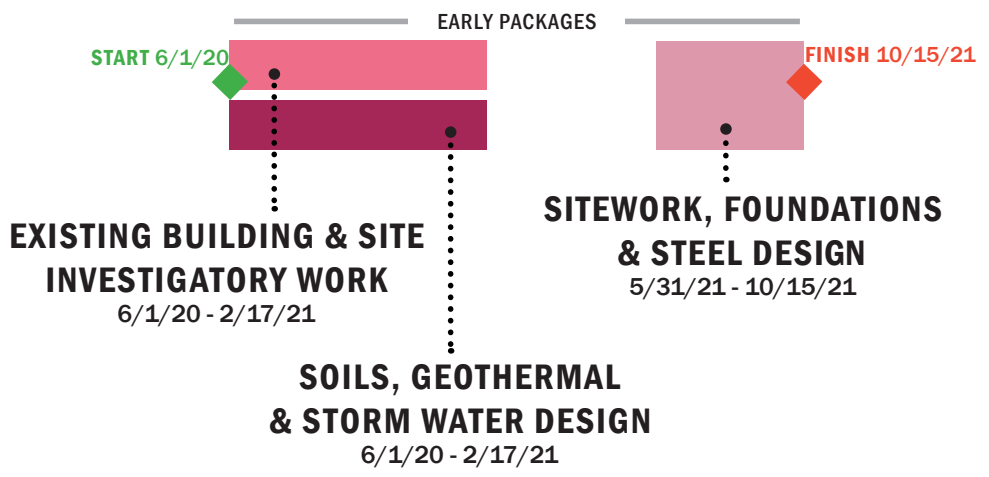 EARLY PACKAGES
START 6/1/20
FINISH 10/15/21
EXISTING BUILDING & SITE
INVESTIGATORY WORK
6/1/20 - 2/17/21
SITEWORK, FOUNDATIONS
& STEEL DESIGN
5/31/21 - 10/15/21
SOILS, GEOTHERMAL
& STORM WATER DESIGN
6/1/20 - 2/17/21